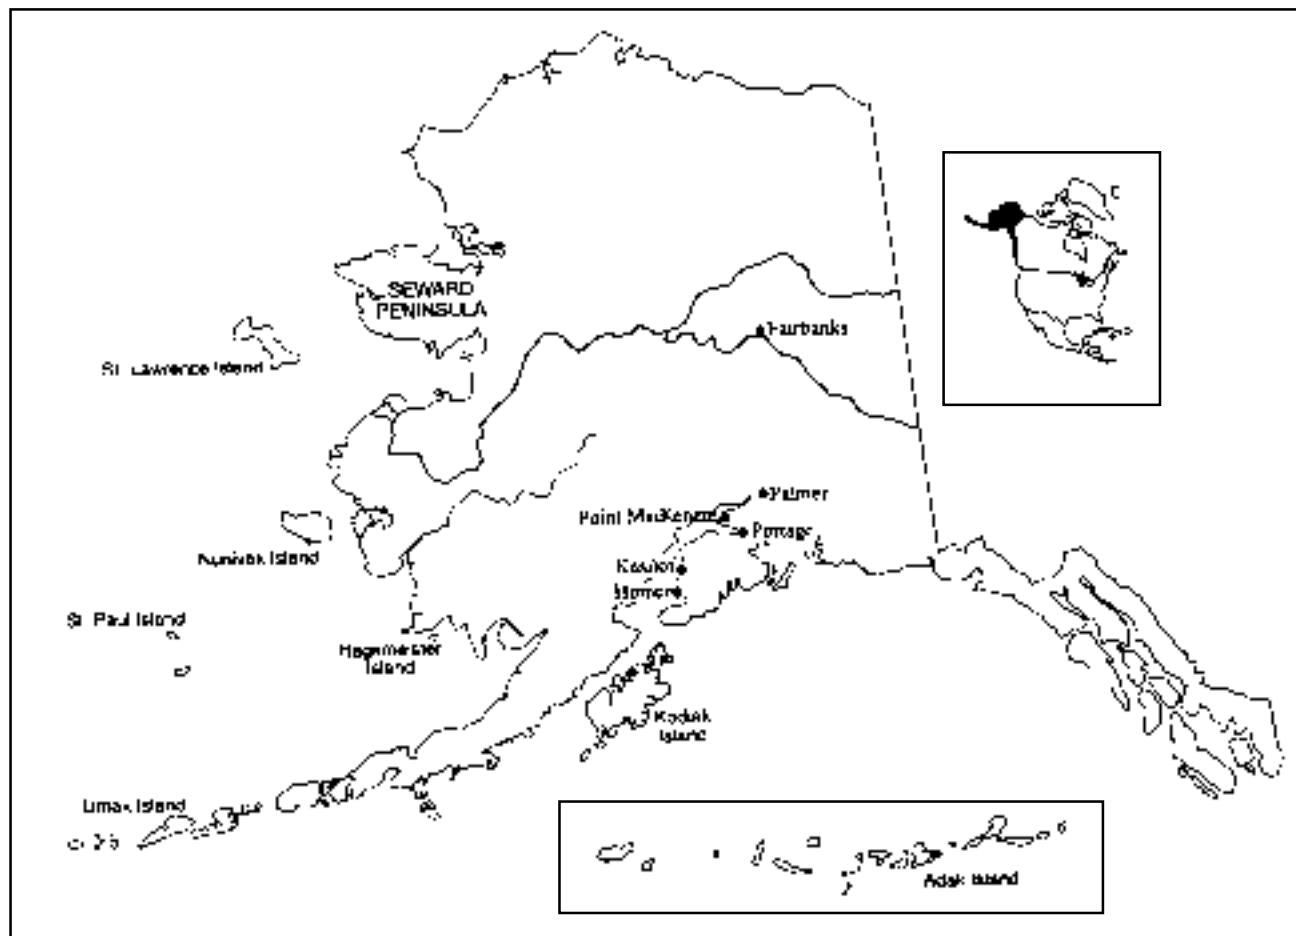 SEWARD
PENINSULA
Fairbanks
St. Lawrence Island
Palmer
Point MacKenzie
Portage
Nunivak Island
Kasilof
Homer
St. Paul Island
Hagemeister
Island
Kodiak
Island
Umak Island
Adak Island